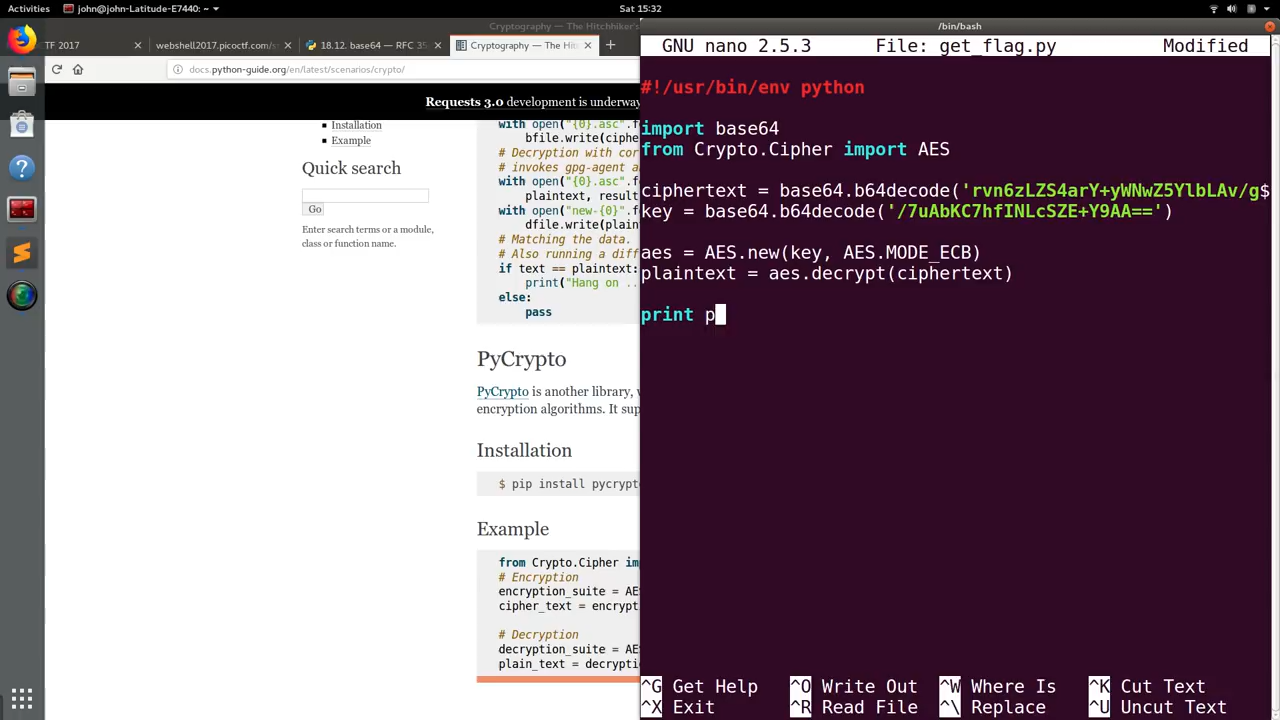 Activities
john@john-Latitude-E7440: ~
Sat 15:32
Cryptography — The Hitchhiker's
TF 2017
webshell2017.picoctf.com/s
18.12. base64 — RFC 35
Cryptography — The Hit
docs.python-guide.org/en/latest/scenarios/crypto/
Requests 3.0 development is underway
Installation
Example
Quick search
Go
Enter search terms or a module,
class or function name.
with open("{0}.asc".f
bfile.write(ciphe
# Decryption with cor
# invokes gpg-agent a
with open("{0}.asc".f
plaintext, result
with open("new-{0}".f
dfile.write(plain
# Matching the data.
# Also running a diff
if text == plaintext:
print("Hang on ..
else:
pass
PyCrypto
PyCrypto is another library, w
encryption algorithms. It sup
Installation
$ pip install pycrypto
Example
from Crypto.Cipher im
# Encryption
encryption_suite = AE
cipher_text = encrypt
# Decryption
decryption_suite = AE
plain_text = decrypti
/bin/bash
GNU nano 2.5.3 File: get_flag.py Modified
#!/usr/bin/env python
import base64
from Crypto.Cipher import AES
ciphertext = base64.b64decode('rvn6zLZS4arY+yWNwZ5YlbLAv/g$
key = base64.b64decode('/7uAbKC7hfINLcSZE+Y9AA==')
aes = AES.new(key, AES.MODE_ECB)
plaintext = aes.decrypt(ciphertext)
print p
^G Get Help ^O Write Out ^W Where Is ^K Cut Text
^X Exit ^R Read File ^\ Replace ^U Uncut Text